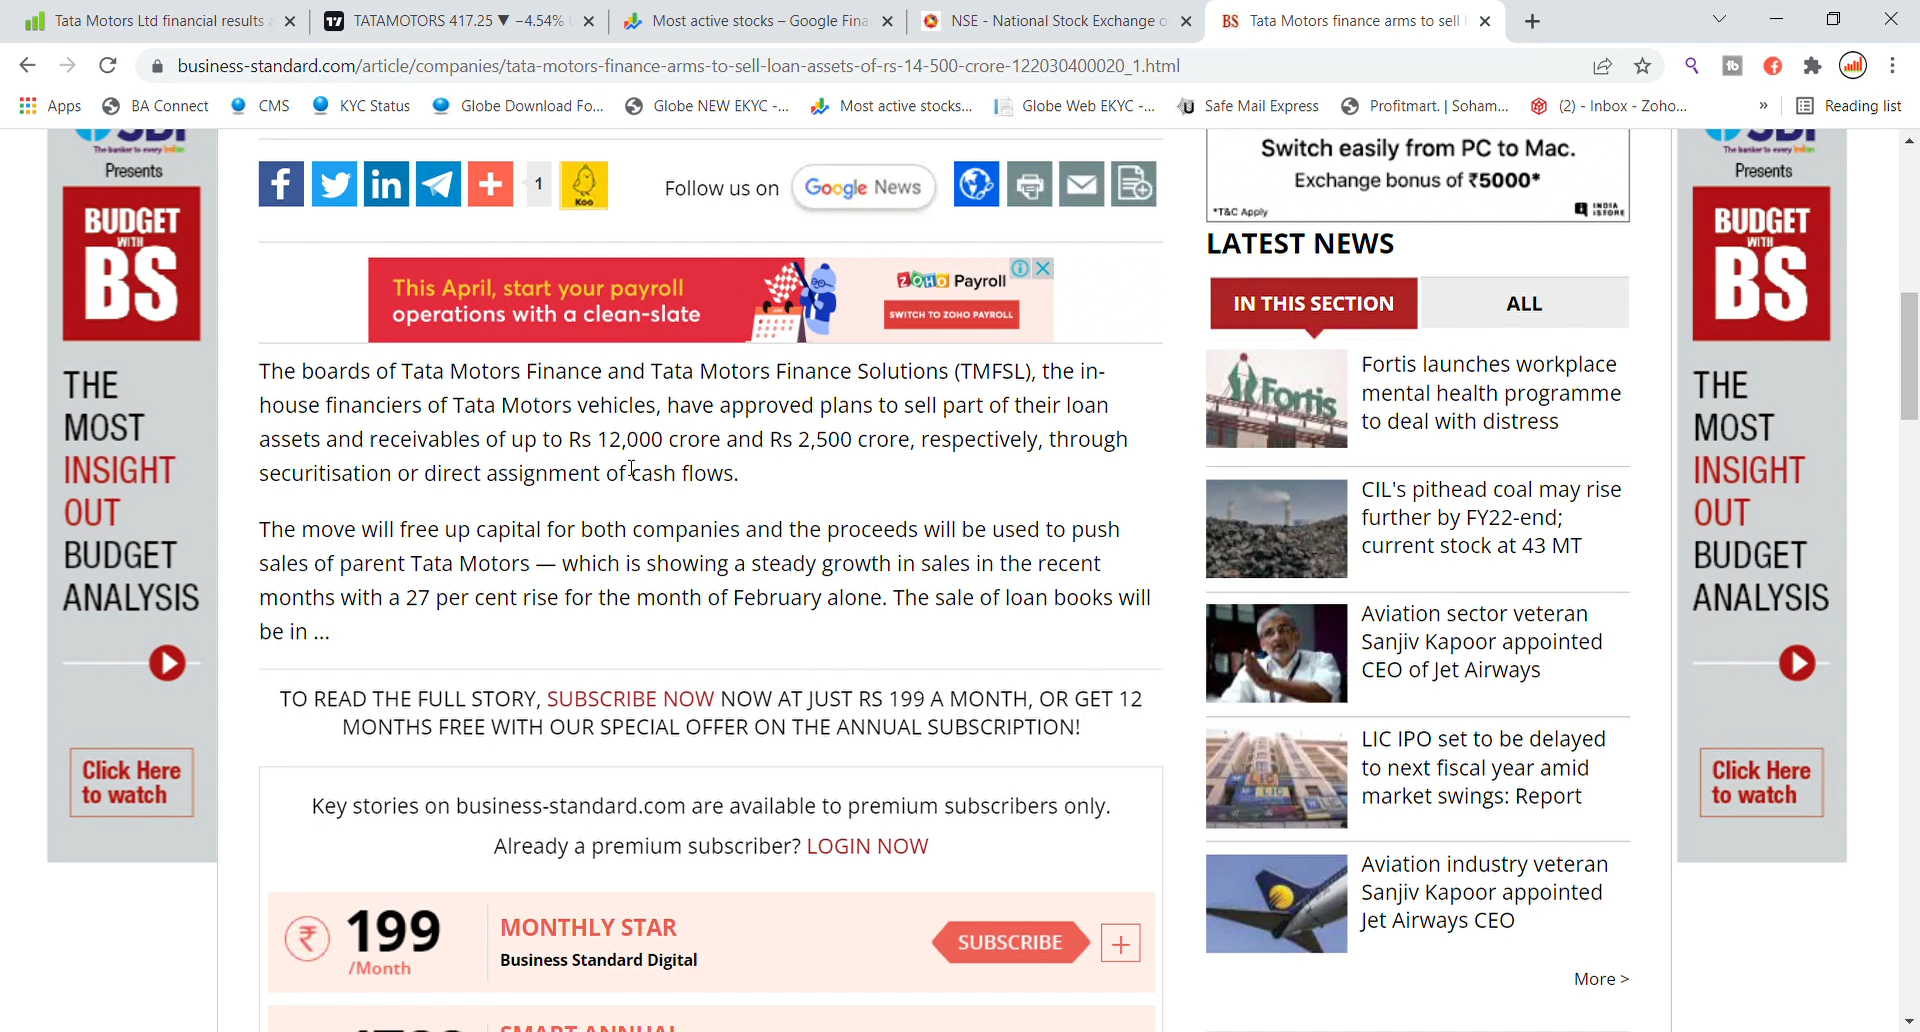 Tata Motors Ltd financial results a
TATAMOTORS 417.25 ▼ −4.54%
Most active stocks – Google Fina
NSE - National Stock Exchange o
BS Tata Motors finance arms to sell
business-standard.com/article/companies/tata-motors-finance-arms-to-sell-loan-assets-of-rs-14-500-crore-122030400020_1.html
Apps
BA Connect
CMS
KYC Status
Globe Download Fo...
Globe NEW EKYC -...
Most active stocks...
Globe Web EKYC -...
Safe Mail Express
Profitmart. | Soham...
(2) - Inbox - Zoho...
»
Reading list
SBI
The banker to every Indian
Presents
BUDGET
WITH
BS
THE
MOST
INSIGHT
OUT
BUDGET
ANALYSIS
Click Here
to watch
1
Koo
Follow us on
Google News
This April, start your payroll
operations with a clean-slate
ZOHO Payroll
SWITCH TO ZOHO PAYROLL
The boards of Tata Motors Finance and Tata Motors Finance Solutions (TMFSL), the in-
house financiers of Tata Motors vehicles, have approved plans to sell part of their loan
assets and receivables of up to Rs 12,000 crore and Rs 2,500 crore, respectively, through
securitisation or direct assignment of cash flows.
The move will free up capital for both companies and the proceeds will be used to push
sales of parent Tata Motors — which is showing a steady growth in sales in the recent
months with a 27 per cent rise for the month of February alone. The sale of loan books will
be in ...
TO READ THE FULL STORY, SUBSCRIBE NOW NOW AT JUST RS 199 A MONTH, OR GET 12
MONTHS FREE WITH OUR SPECIAL OFFER ON THE ANNUAL SUBSCRIPTION!
Key stories on business-standard.com are available to premium subscribers only.
Already a premium subscriber? LOGIN NOW
₹ 199
/Month
MONTHLY STAR
Business Standard Digital
SUBSCRIBE
+
Switch easily from PC to Mac.
Exchange bonus of ₹5000*
*T&C Apply
INDIA
ISTORE
LATEST NEWS
IN THIS SECTION
ALL
Fortis
Fortis launches workplace
mental health programme
to deal with distress
CIL's pithead coal may rise
further by FY22-end;
current stock at 43 MT
Aviation sector veteran
Sanjiv Kapoor appointed
CEO of Jet Airways
LIC IPO set to be delayed
to next fiscal year amid
market swings: Report
Aviation industry veteran
Sanjiv Kapoor appointed
Jet Airways CEO
More >
SBI
The banker to every Indian
Presents
BUDGET
WITH
BS
THE
MOST
INSIGHT
OUT
BUDGET
ANALYSIS
Click Here
to watch